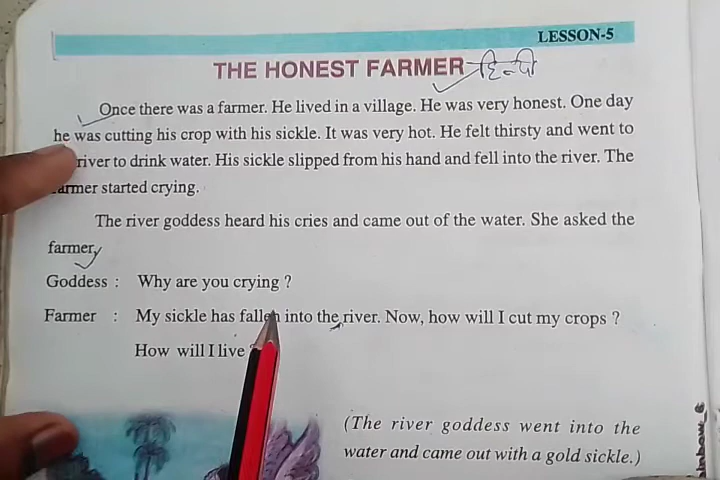 LESSON-5
THE HONEST FARMER हिन्दी
Once there was a farmer. He lived in a village. He was very honest. One day
he was cutting his crop with his sickle. It was very hot. He felt thirsty and went to
river to drink water. His sickle slipped from his hand and fell into the river. The
farmer started crying.
The river goddess heard his cries and came out of the water. She asked the
farmer,
Goddess : Why are you crying ?
Farmer : My sickle has fallen into the river. Now, how will I cut my crops ?
How will I live
(The river goddess went into the
water and came out with a gold sickle.)